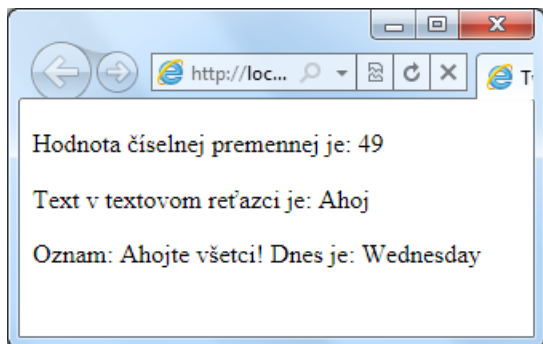 http://loc...
Hodnota číselnej premennej je: 49
Text v textovom reťazci je: Ahoj
Oznam: Ahojte všetci! Dnes je: Wednesday